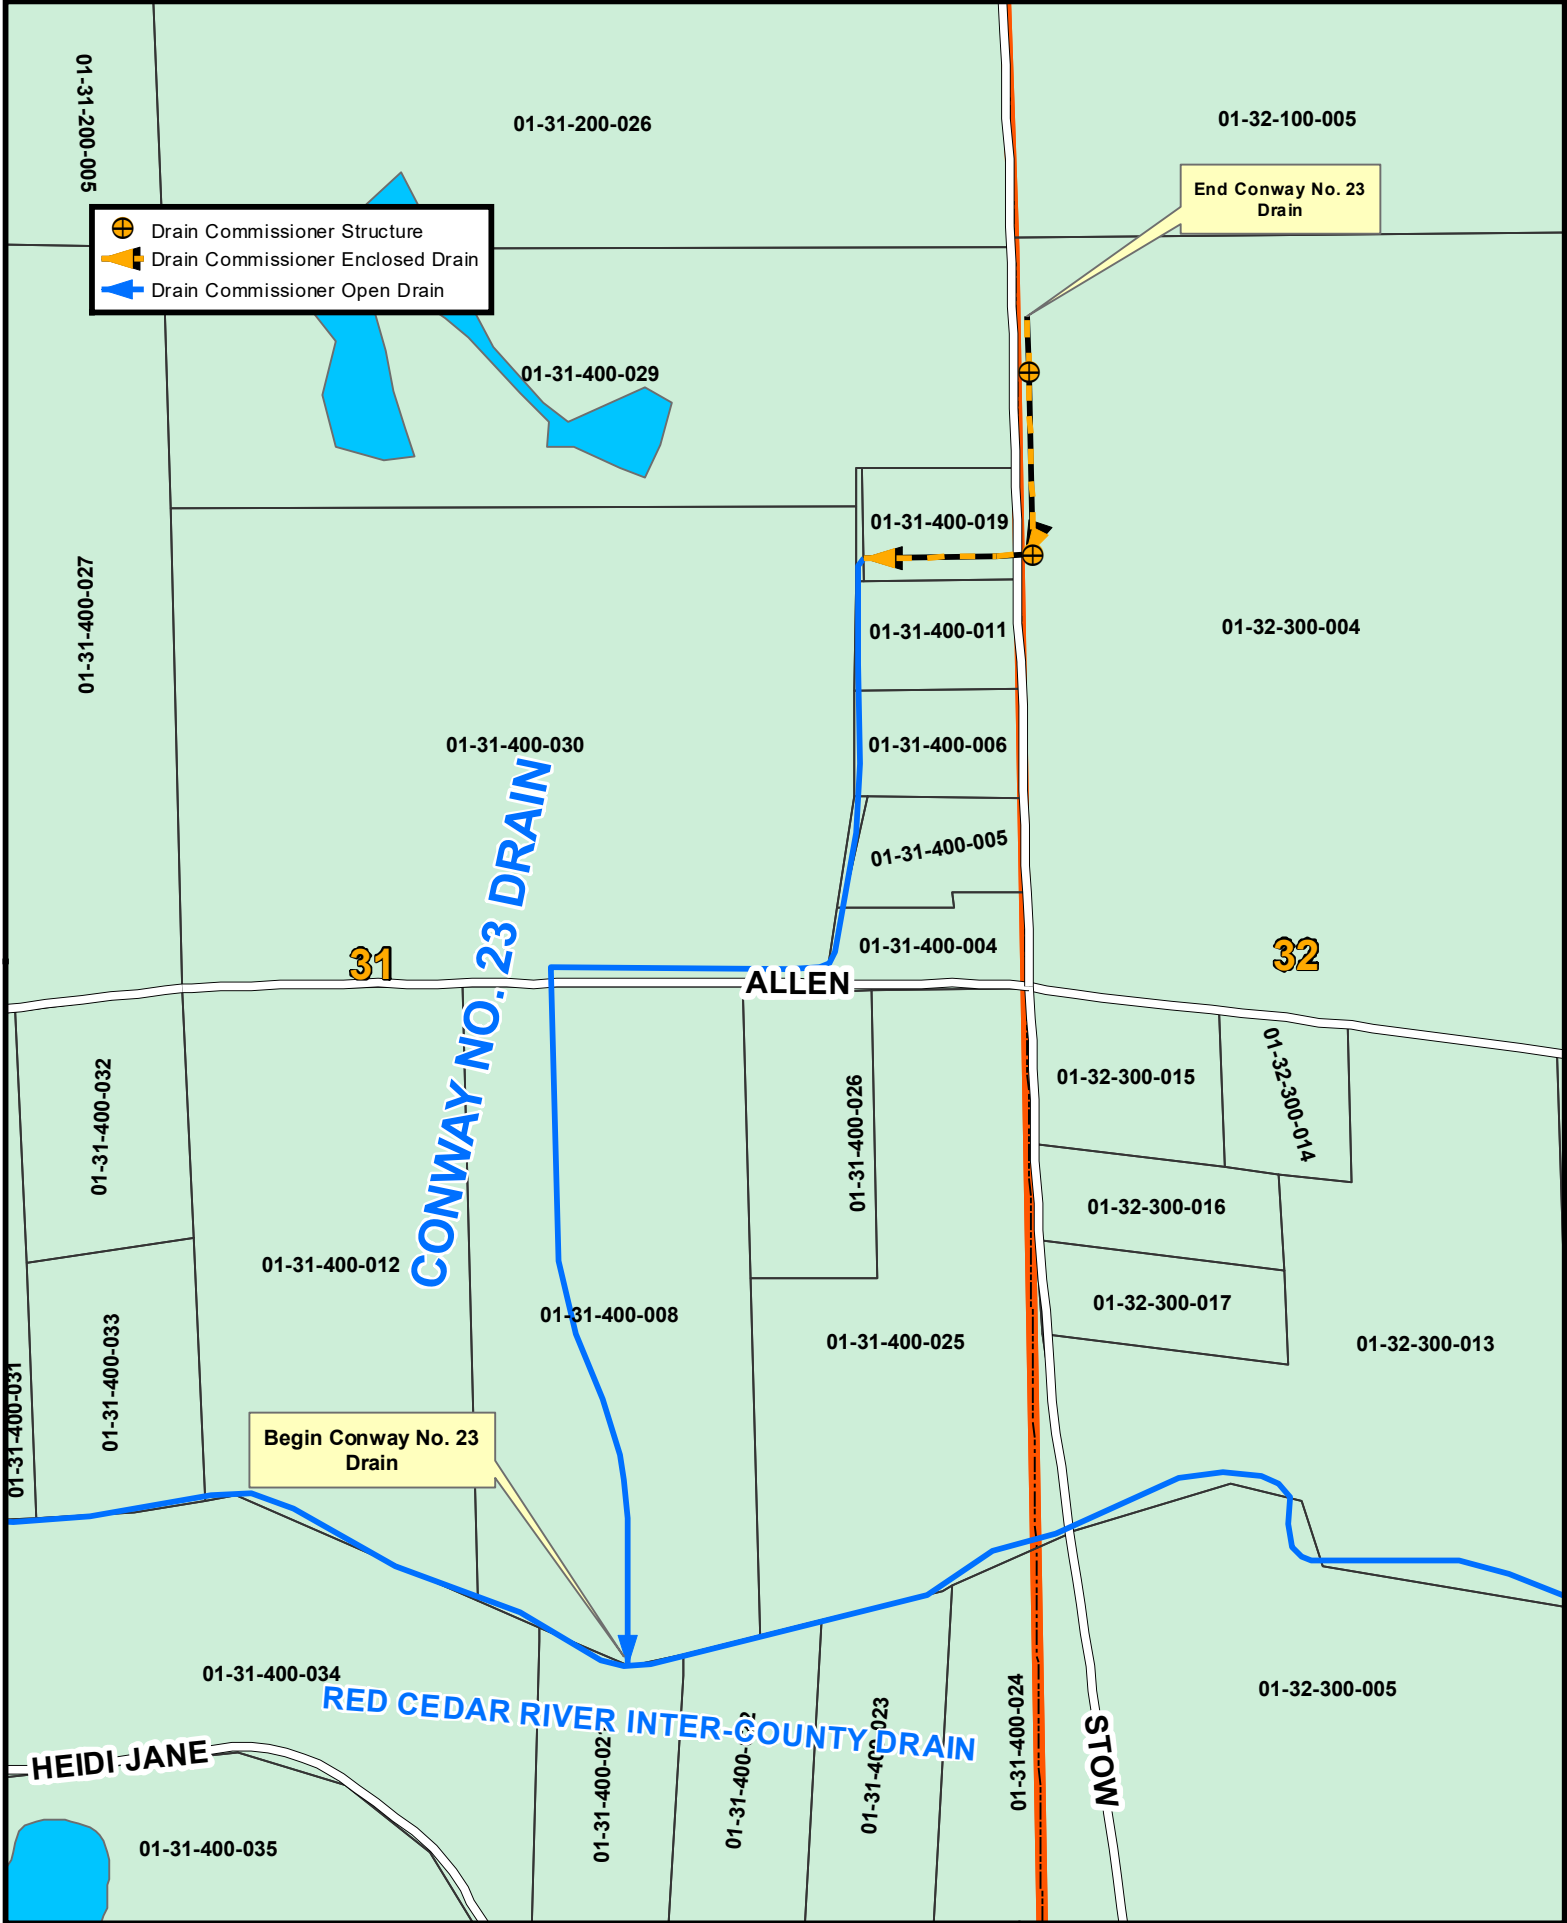 01-31-200-005
01-31-200-026
01-32-100-005
End Conway No. 23
Drain
Drain Commissioner Structure
Drain Commissioner Enclosed Drain
Drain Commissioner Open Drain
01-31-400-029
01-31-400-019
01-31-400-027
01-31-400-011
01-32-300-004
01-31-400-030
01-31-400-006
01-31-400-005
CONWAY NO. 23 DRAIN
31
01-31-400-004
32
ALLEN
01-31-400-032
01-31-400-026
01-32-300-015
01-32-300-014
01-32-300-016
01-31-400-012
01-31-400-008
01-32-300-017
01-31-400-025
01-32-300-013
01-31-400-033
01-31-400-031
Begin Conway No. 23
Drain
01-31-400-034
RED CEDAR RIVER INTER-COUNTY DRAIN
01-31-400-023
01-31-400-024
01-32-300-005
STOW
HEIDI JANE
01-31-400-035